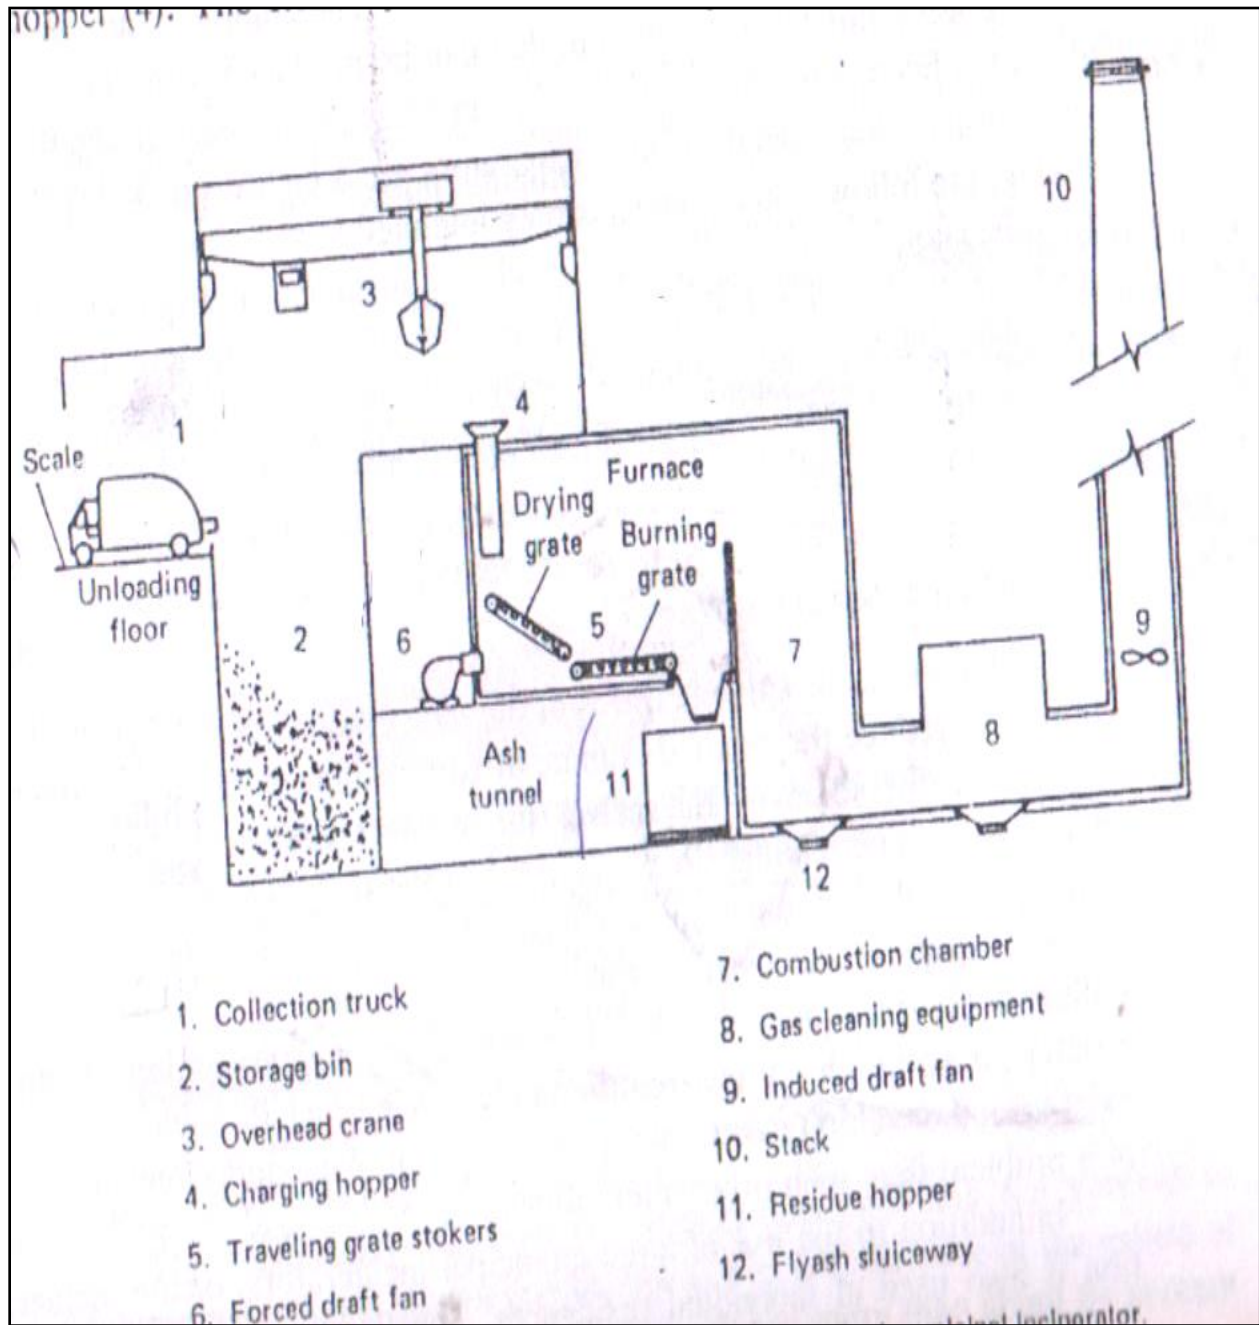 hopper (4). The
10
3
4
1
Scale
Furnace
Drying
grate
Burning
grate
Unloading
floor
2
6
5
7
9
8
Ash
tunnel
11
12
1. Collection truck
2. Storage bin
3. Overhead crane
4. Charging hopper
5. Traveling grate stokers
6. Forced draft fan
7. Combustion chamber
8. Gas cleaning equipment
9. Induced draft fan
10. Stack
11. Residue hopper
12. Flyash sluiceway
incinerator.